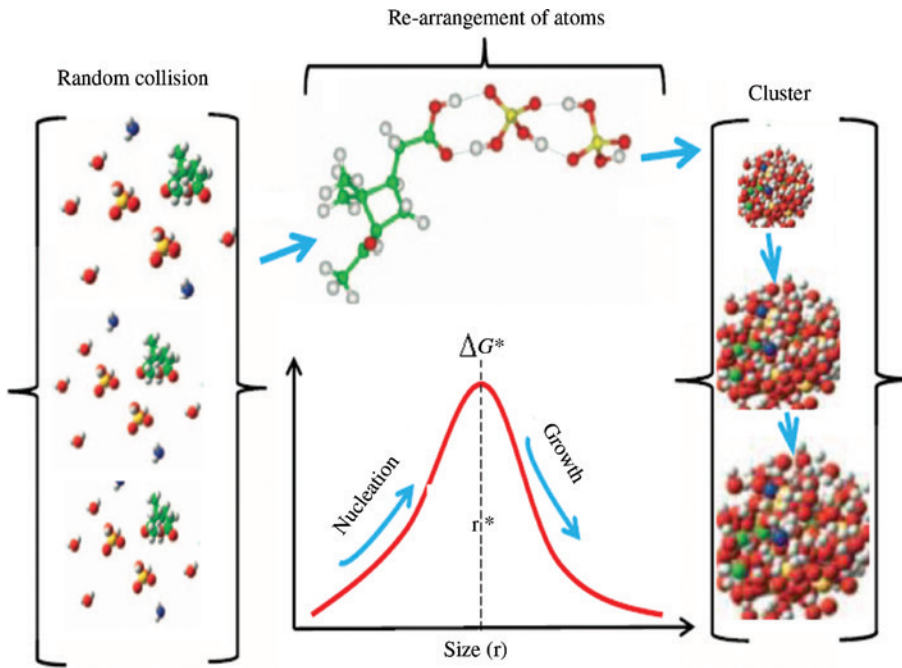 Re-arrangement of atoms
Random collision
Cluster
ΔG*
Nucleation
Growth
r*
Size (r)